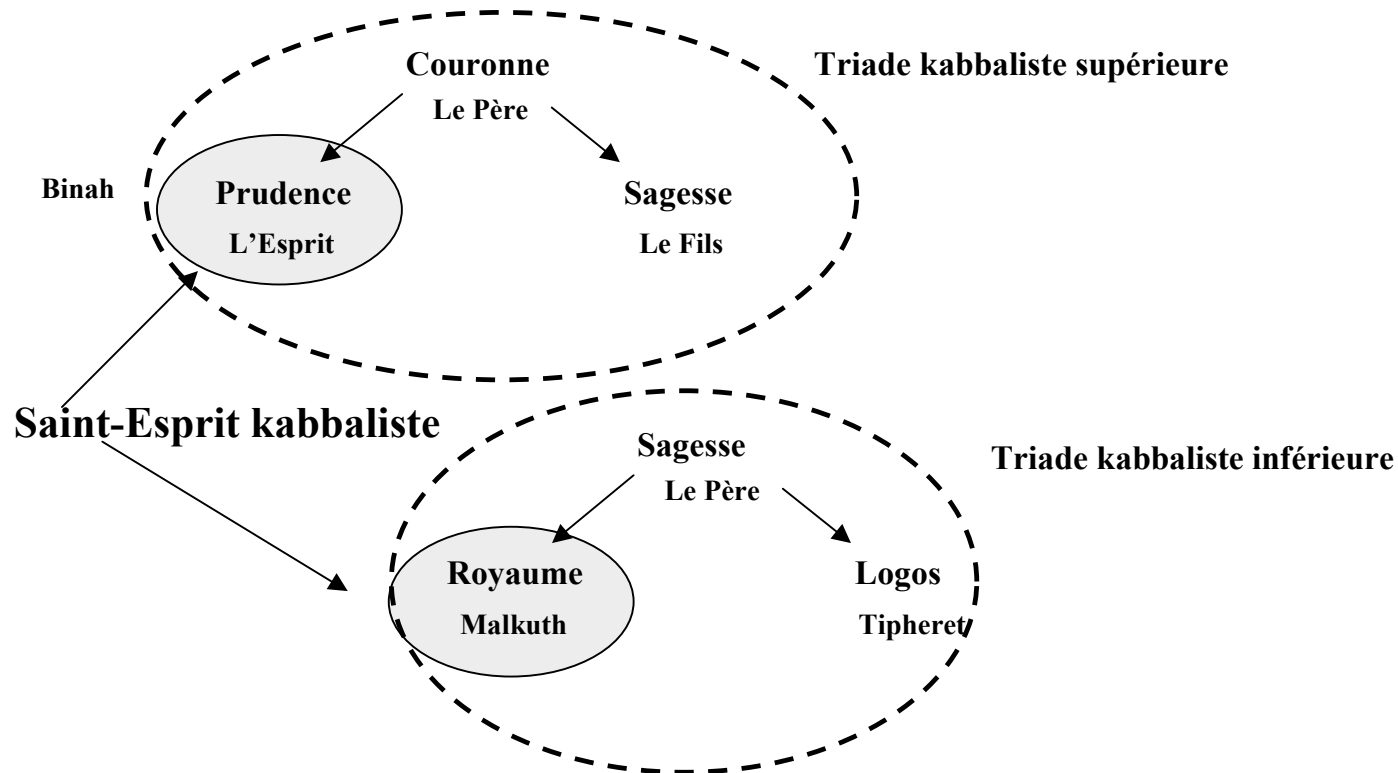 Couronne
Triade kabbaliste supérieure
Le Père
Binah
Prudence
Sagesse
L’Esprit
Le Fils
Saint-Esprit kabbaliste
Sagesse
Triade kabbaliste inférieure
Le Père
Royaume
Logos
Malkuth
Tipheret